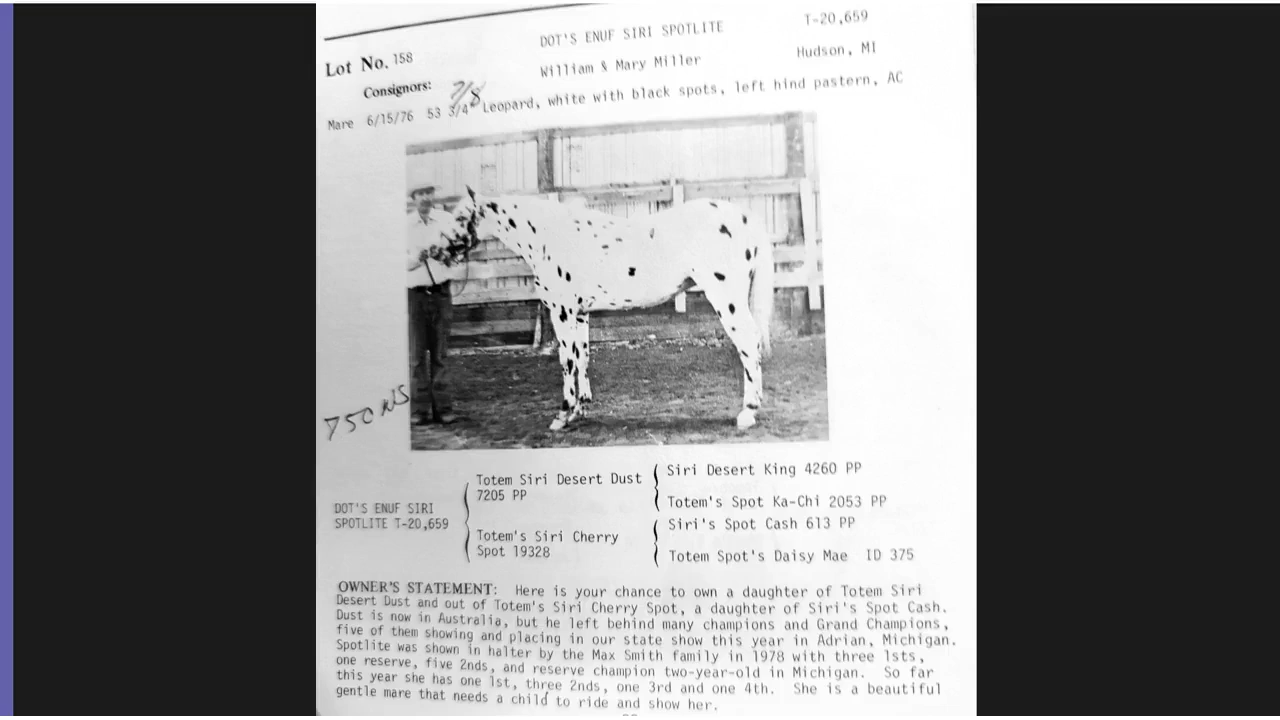 DOT'S ENUF SIRI SPOTLITE T-20,659
Lot No. 158
William & Mary Miller Hudson, MI
Consignors:
7/8
Mare 6/15/76 53 3/4 Leopard, white with black spots, left hind pastern, AC
750 NS
Totem Siri Desert Dust
7205 PP
Siri Desert King 4260 PP
Totem's Spot Ka-Chi 2053 PP
DOT'S ENUF SIRI
SPOTLITE T-20,659
Totem's Siri Cherry
Spot 19328
Siri's Spot Cash 613 PP
Totem Spot's Daisy Mae ID 375
OWNER'S STATEMENT: Here is your chance to own a daughter of Totem Siri
Desert Dust and out of Totem's Siri Cherry Spot, a daughter of Siri's Spot Cash.
Dust is now in Australia, but he left behind many champions and Grand Champions,
five of them showing and placing in our state show this year in Adrian, Michigan.
Spotlite was shown in halter by the Max Smith family in 1978 with three 1sts,
one reserve, five 2nds, and reserve champion two-year-old in Michigan. So far
this year she has one 1st, three 2nds, one 3rd and one 4th. She is a beautiful
gentle mare that needs a child to ride and show her.